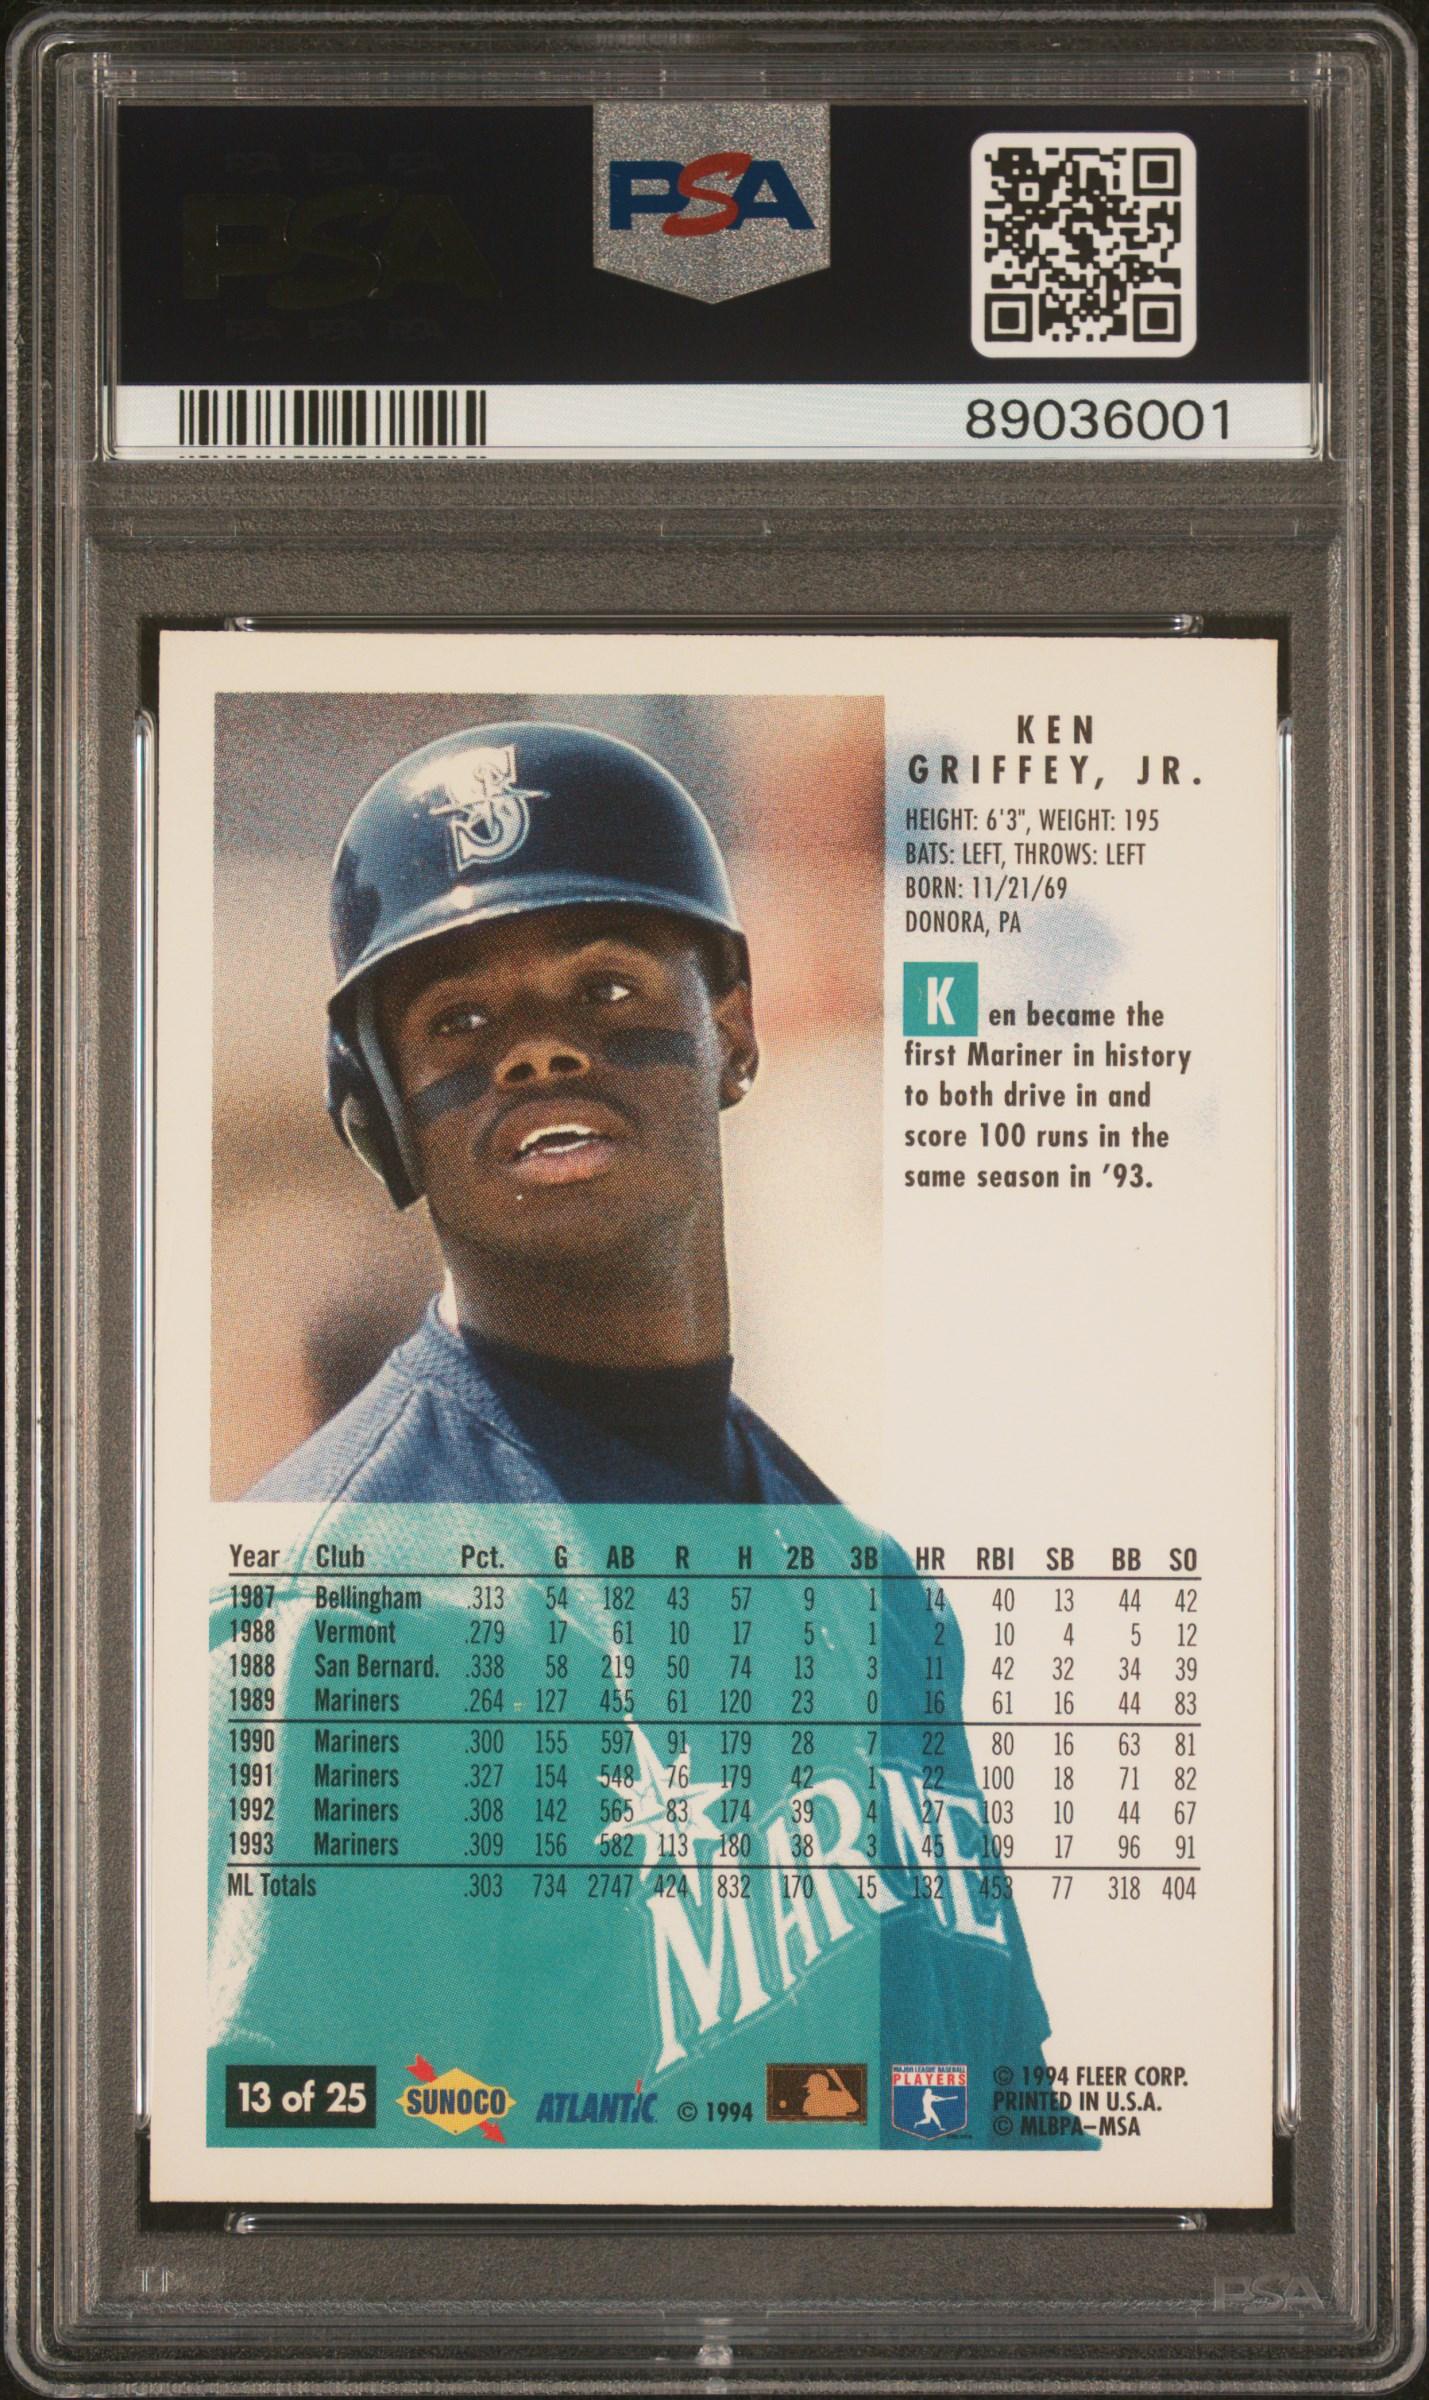 PSA
PSA
89036001
KEN
GRIFFEY, JR.
HEIGHT: 6'3", WEIGHT: 195
BATS: LEFT, THROWS: LEFT
BORN: 11/21/69
DONORA, PA
Ken became the
first Mariner in history
to both drive in and
score 100 runs in the
same season in '93.
Year Club Pct. G AB R H 2B 3B HR RBI SB BB SO
1987 Bellingham .313 54 182 43 57 9 1 14 40 13 44 42
1988 Vermont .279 17 61 10 17 5 1 2 10 4 5 12
1988 San Bernard. .338 58 219 50 74 13 3 11 42 32 34 39
1989 Mariners .264 127 455 61 120 23 0 16 61 16 44 83
1990 Mariners .300 155 597 91 179 28 7 22 80 16 63 81
1991 Mariners .327 154 548 76 179 42 1 22 100 18 71 82
1992 Mariners .308 142 565 83 174 39 4 27 103 10 44 67
1993 Mariners .309 156 582 113 180 38 3 45 109 17 96 91
ML Totals .303 734 2747 424 832 170 15 132 453 77 318 404
MARINE
13 of 25
SUNOCO
ATLANTIC
© 1994
MAJOR LEAGUE BASEBALL
PLAYERS
© 1994 FLEER CORP.
PRINTED IN U.S.A.
© MLBPA–MSA
PSA